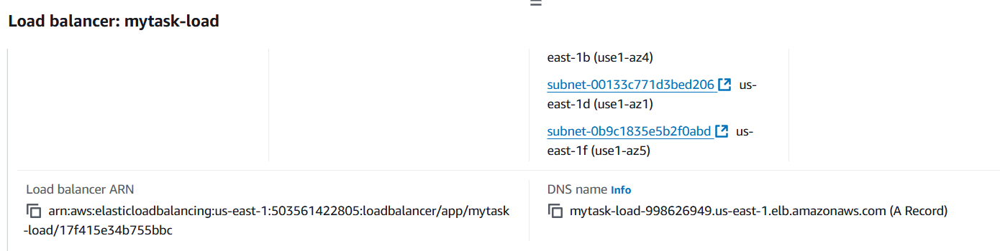 Load balancer: mytask-load
east-1b (use1-az4)
subnet-00133c771d3bed206 us-
east-1d (use1-az1)
subnet-0b9c1835e5b2f0abd us-
east-1f (use1-az5)
Load balancer ARN
arn:aws:elasticloadbalancing:us-east-1:503561422805:loadbalancer/app/mytask
-load/17f415e34b755bbc
DNS name Info
mytask-load-998626949.us-east-1.elb.amazonaws.com (A Record)